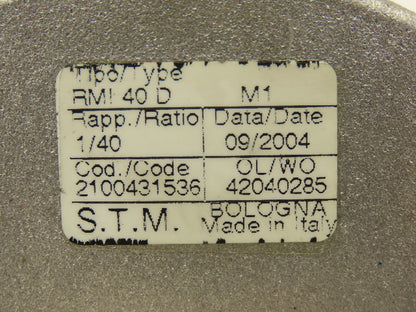 Tipo/Type
RMI 40 D M1
Rapp./Ratio Data/Date
1/40 09/2004
Cod./Code OL/WO
2100431536 42040285
S.T.M. BOLOGNA
Made in Italy